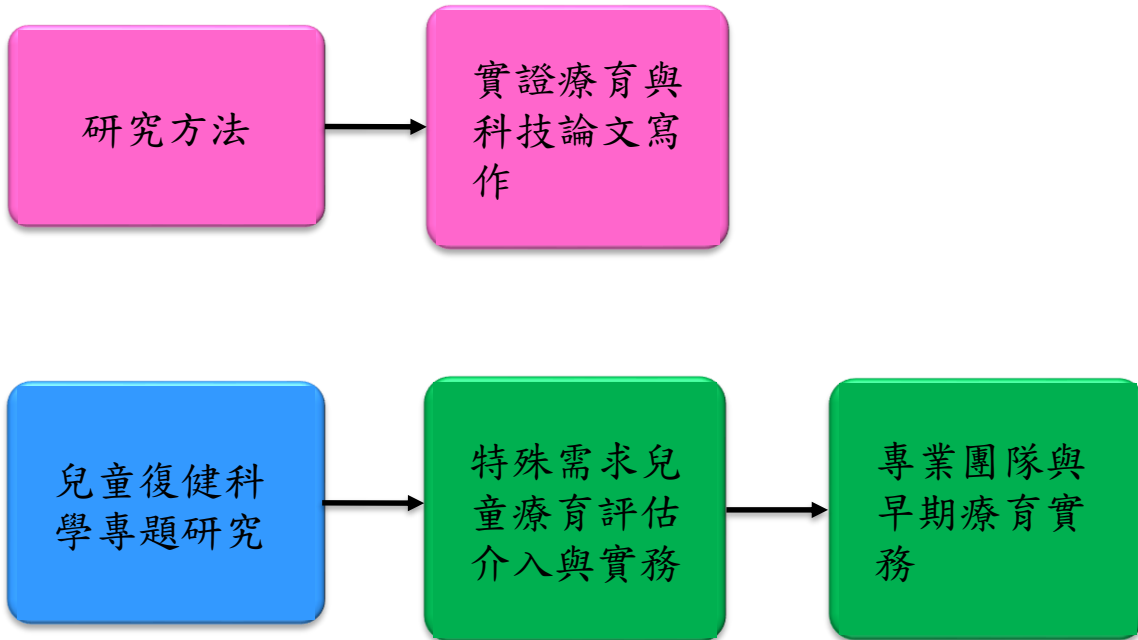 研究方法
實證療育與
科技論文寫
作
兒童復健科
學專題研究
特殊需求兒
童療育評估
介入與實務
專業團隊與
早期療育實
務